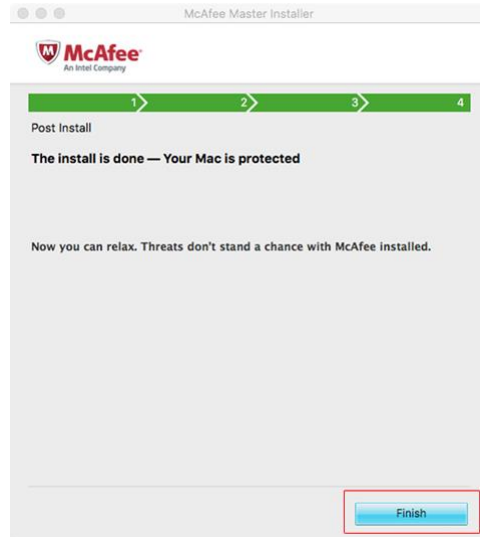 McAfee Master Installer
McAfee
An Intel Company
1 2 3 4
Post Install
The install is done — Your Mac is protected
Now you can relax. Threats don't stand a chance with McAfee installed.
Finish